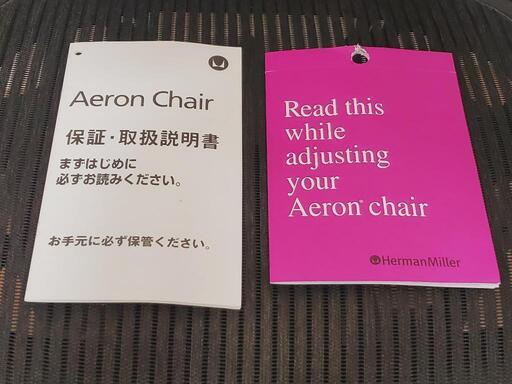 Aeron Chair
保証・取扱説明書
まずはじめに
必ずお読みください。
お手元に必ず保管ください。
Read this
while
adjusting
your
Aeron® chair
HermanMiller